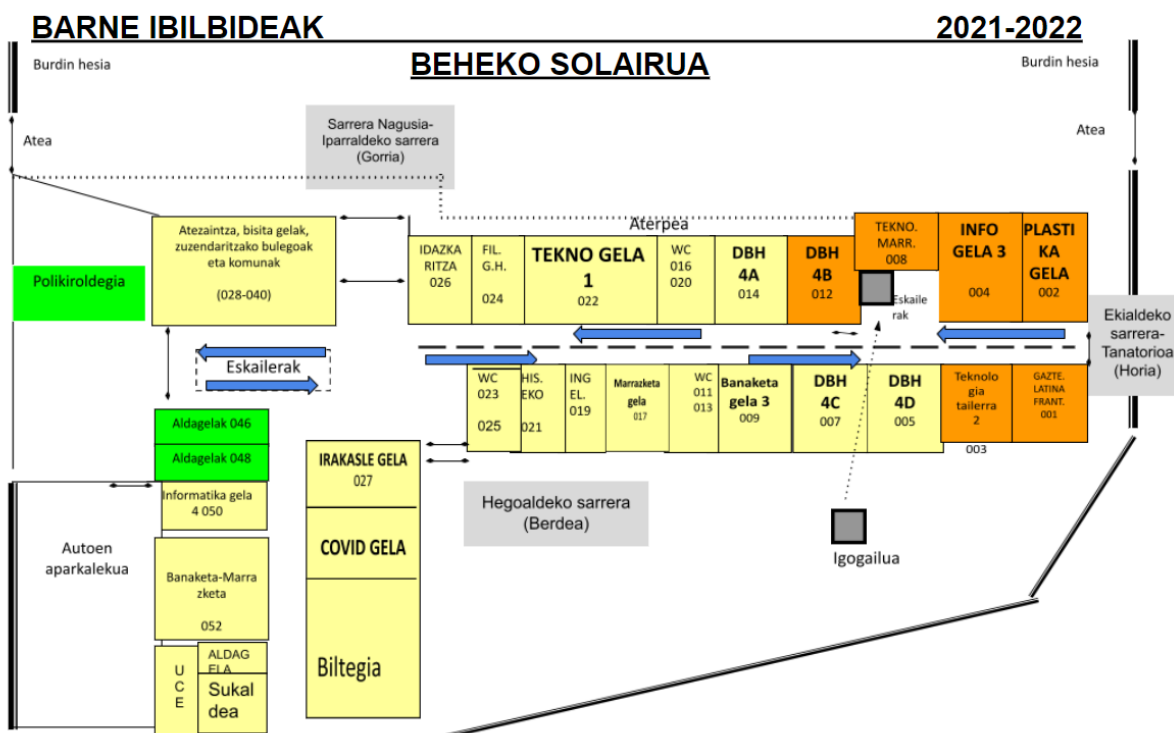 BARNE IBILBIDEAK
2021-2022
BEHEKO SOLAIRUA
Burdin hesia
Burdin hesia
Atea
Atea
Sarrera Nagusia-
Iparraldeko sarrera
(Gorria)
Aterpea
Atezaintza, bisita gelak,
zuzendaritzako bulegoak
eta komunak
(028-040)
Polikiroldegia
IDAZKA
RITZA
026
FIL.
G.H.
024
TEKNO GELA
1
022
WC
016
020
DBH
4A
014
DBH
4B
012
TEKNO.
MARR.
008
Eskaile
rak
INFO
GELA 3
004
PLASTI
KA
GELA
002
Ekialdeko
sarrera-
Tanatorioa
(Horia)
Eskailerak
WC
023
025
HIS.
EKO
021
ING
EL.
019
Marrazketa
gela
017
WC
011
013
Banaketa
gela 3
009
DBH
4C
007
DBH
4D
005
Teknolo
gia
tailerra
2
003
GAZTE.
LATINA
FRANT.
001
Aldagelak 046
Aldagelak 048
Informatika gela
4 050
Banaketa-Marra
zketa
052
U
C
E
ALDAG
ELA
Sukal
dea
IRAKASLE GELA
027
COVID GELA
Biltegia
Hegoaldeko sarrera
(Berdea)
Igogailua
Autoen
aparkalekua